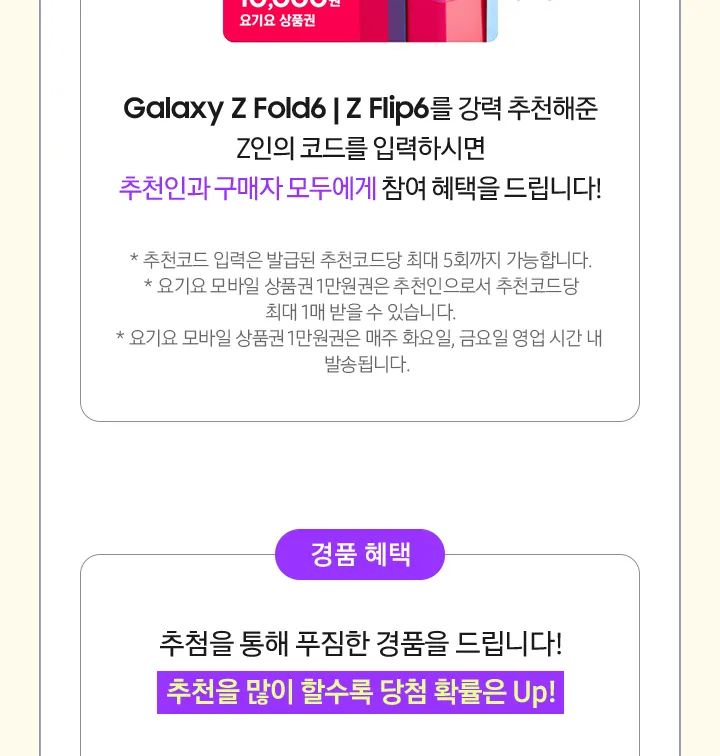 요기요 상품권
Galaxy Z Fold6 | Z Flip6를 강력 추천해준
Z인의 코드를 입력하시면
추천인과 구매자 모두에게 참여 혜택을 드립니다!
* 추천코드 입력은 발급된 추천코드당 최대 5회까지 가능합니다.
* 요기요 모바일 상품권 1만원권은 추천인으로서 추천코드당
최대 1매 받을 수 있습니다.
* 요기요 모바일 상품권 1만원권은 매주 화요일, 금요일 영업 시간 내
발송됩니다.
경품 혜택
추첨을 통해 푸짐한 경품을 드립니다!
추천을 많이 할수록 당첨 확률은 Up!